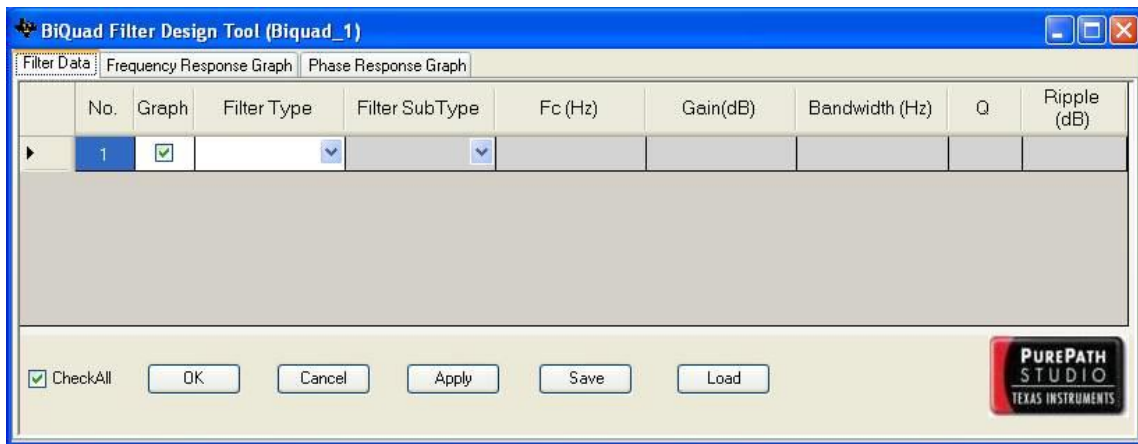 BiQuad Filter Design Tool (Biquad_1)
Filter Data Frequency Response Graph Phase Response Graph
No. Graph Filter Type Filter SubType Fc (Hz) Gain(dB) Bandwidth (Hz) Q Ripple (dB)
1
CheckAll OK Cancel Apply Save Load
PUREPATH
STUDIO
TEXAS INSTRUMENTS